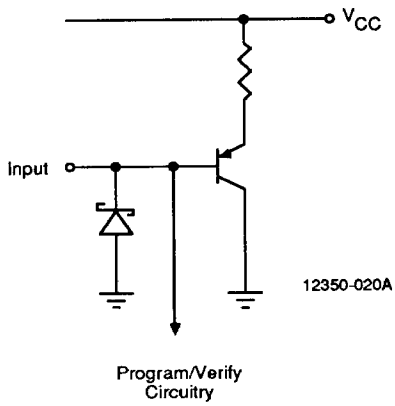 VCC
Input
12350-020A
Program/Verify
Circuitry